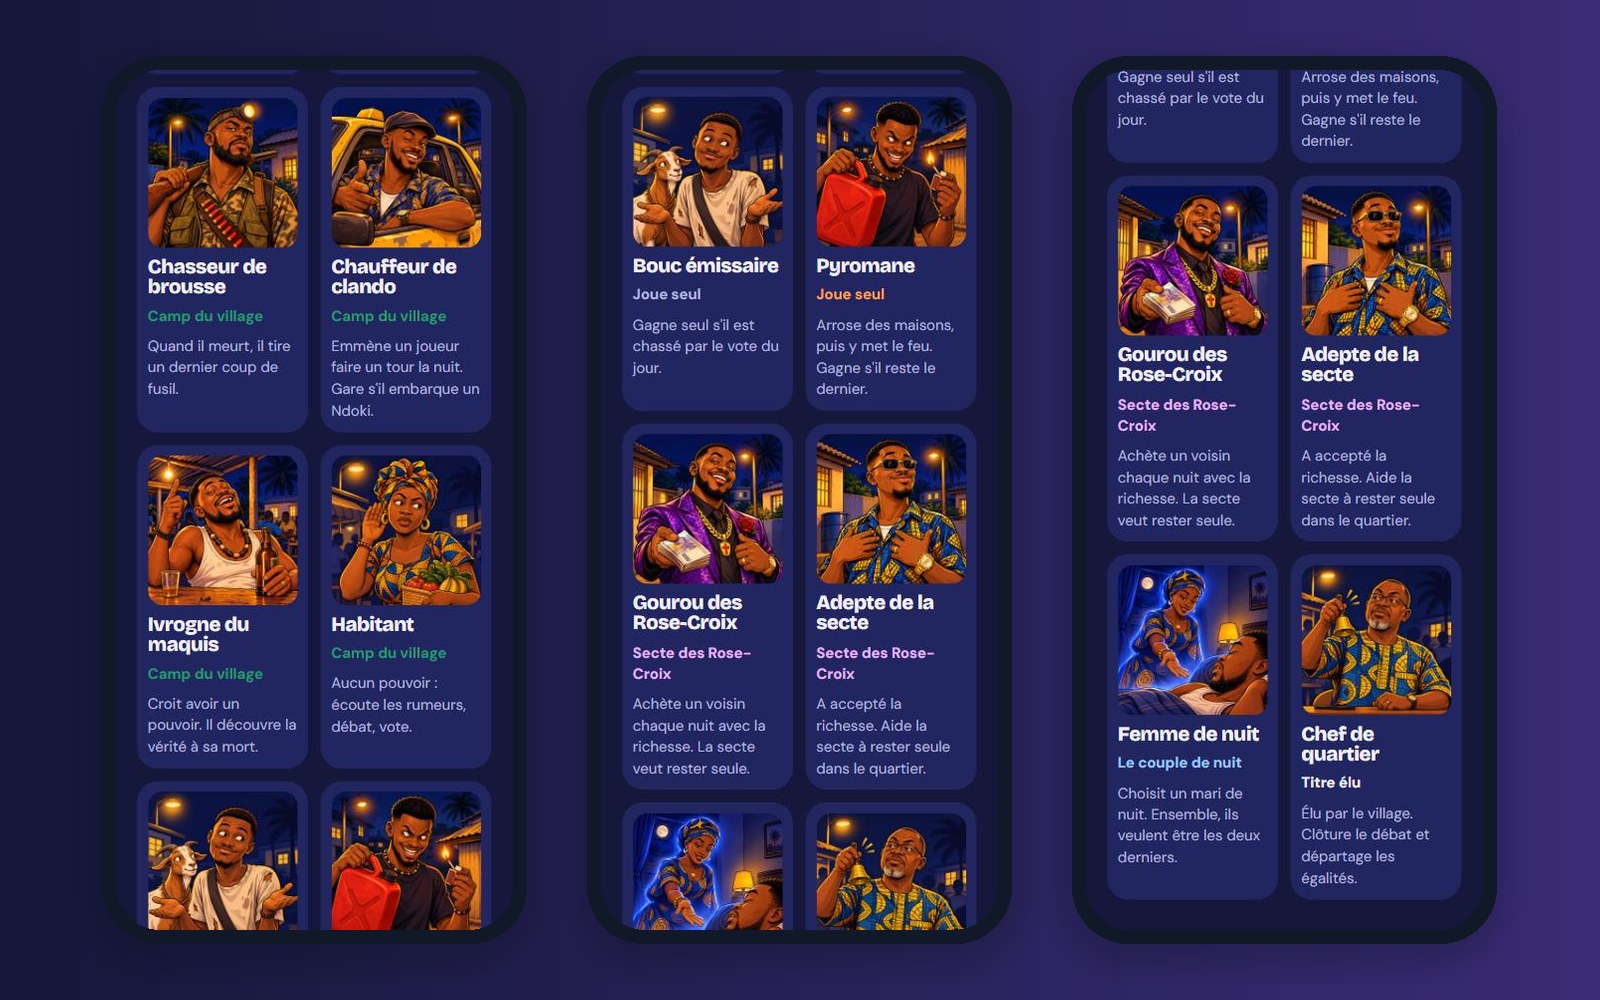 Chasseur de
brousse
Camp du village
Quand il meurt, il tire
un dernier coup de
fusil.
Chauffeur de
clando
Camp du village
Emmène un joueur
faire un tour la nuit.
Gare s'il embarque un
Ndoki.
Ivrogne du
maquis
Camp du village
Croit avoir un
pouvoir. Il découvre la
vérité à sa mort.
Habitant
Camp du village
Aucun pouvoir :
écoute les rumeurs,
débat, vote.
Bouc émissaire
Joue seul
Gagne seul s'il est
chassé par le vote du
jour.
Pyromane
Joue seul
Arrose des maisons,
puis y met le feu.
Gagne s'il reste le
dernier.
Gourou des
Rose-Croix
Secte des Rose-
Croix
Achète un voisin
chaque nuit avec la
richesse. La secte
veut rester seule.
Adepte de la
secte
Secte des Rose-
Croix
A accepté la
richesse. Aide la
secte à rester seule
dans le quartier.
Gagne seul s'il est
chassé par le vote du
jour.
Arrose des maisons,
puis y met le feu.
Gagne s'il reste le
dernier.
Gourou des
Rose-Croix
Secte des Rose-
Croix
Achète un voisin
chaque nuit avec la
richesse. La secte
veut rester seule.
Adepte de la
secte
Secte des Rose-
Croix
A accepté la
richesse. Aide la
secte à rester seule
dans le quartier.
Femme de nuit
Le couple de nuit
Choisit un mari de
nuit. Ensemble, ils
veulent être les deux
derniers.
Chef de
quartier
Titre élu
Élu par le village.
Clôture le débat et
départage les
égalités.